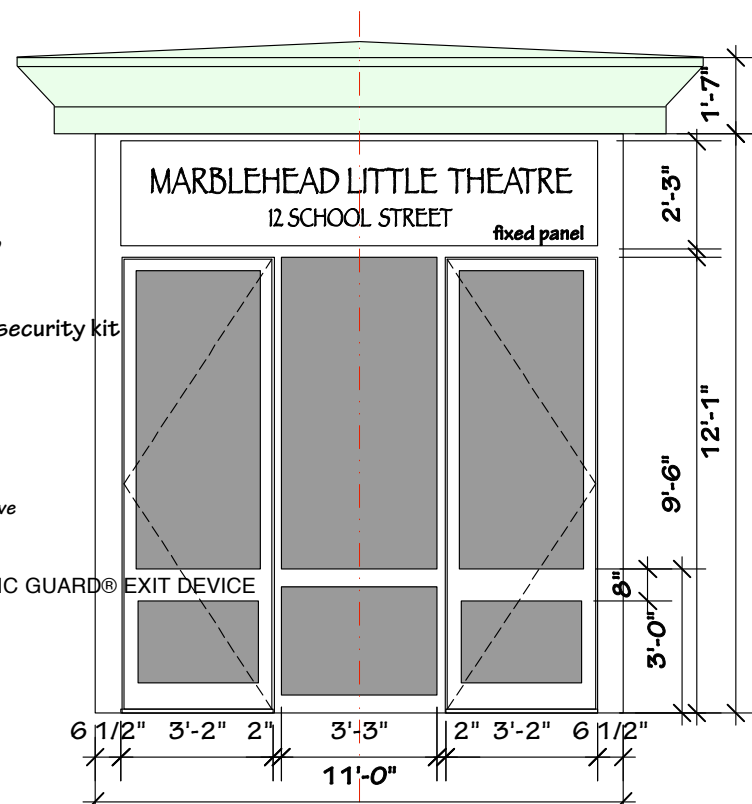 1'-7"
MARBLEHEAD LITTLE THEATRE
12 SCHOOL STREET
fixed panel
2'-3"
security kit
12'-1"
9'-6"
IC GUARD® EXIT DEVICE
8"
3'-0"
6 1/2" 3'-2" 2" 3'-3" 2" 3'-2" 6 1/2"
11'-0"